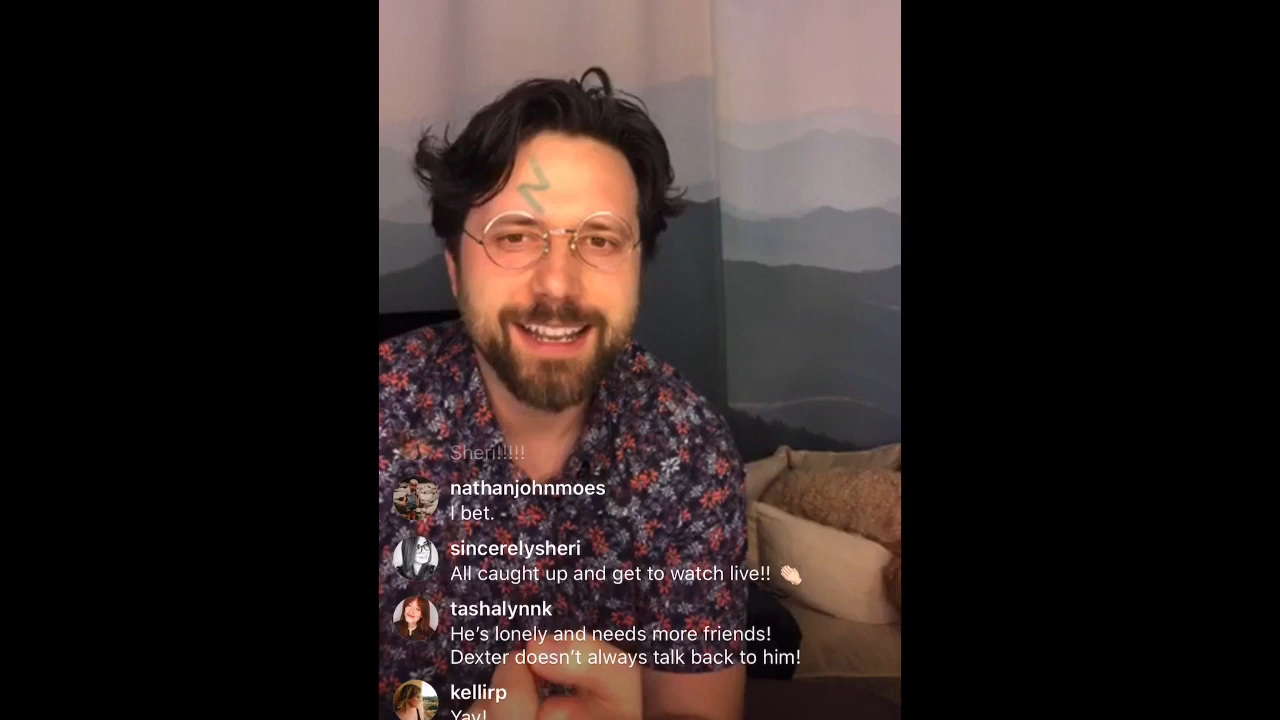 Sheri!!!!!
nathanjohnmoes
I bet.
sincerelysheri
All caught up and get to watch live!! 👏🏻
tashalynnk
He’s lonely and needs more friends!
Dexter doesn’t always talk back to him!
kellirp
Yay!